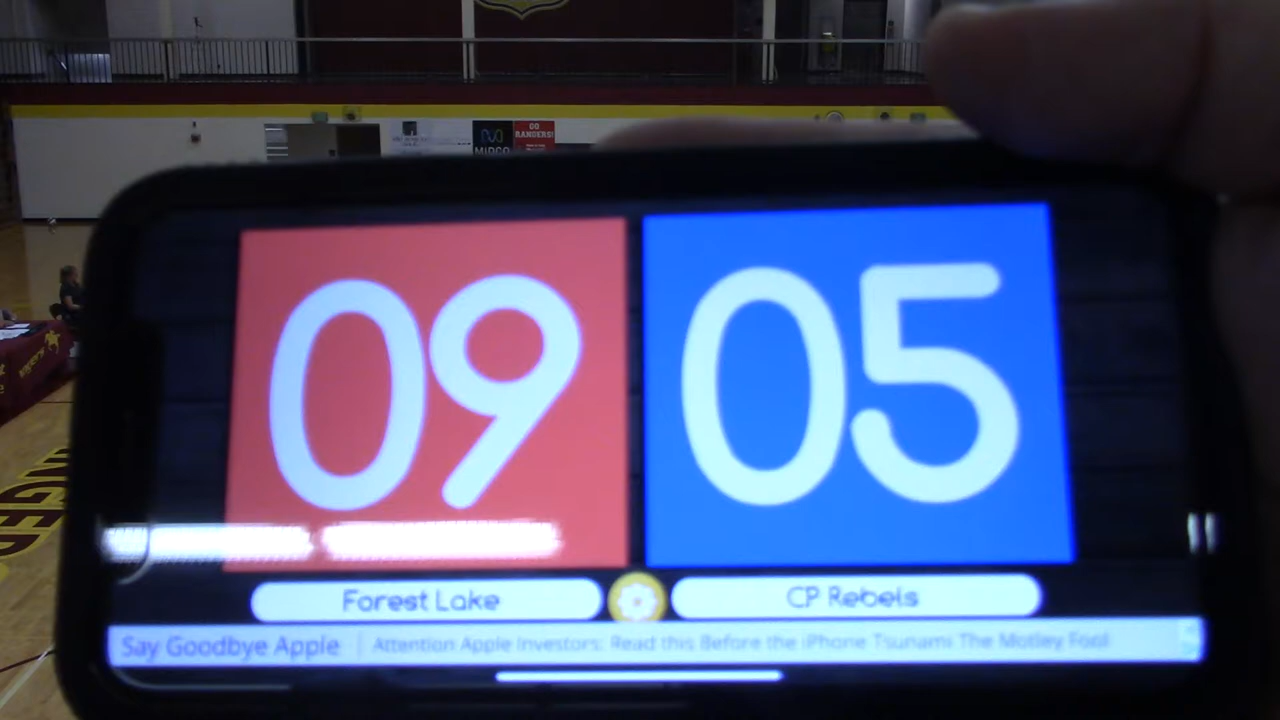 GO
RANGERS!
09
05
Forest Lake
CP Rebels
Say Goodbye Apple
Attention Apple Investors: Read this Before the iPhone Tsunami The Motley Fool